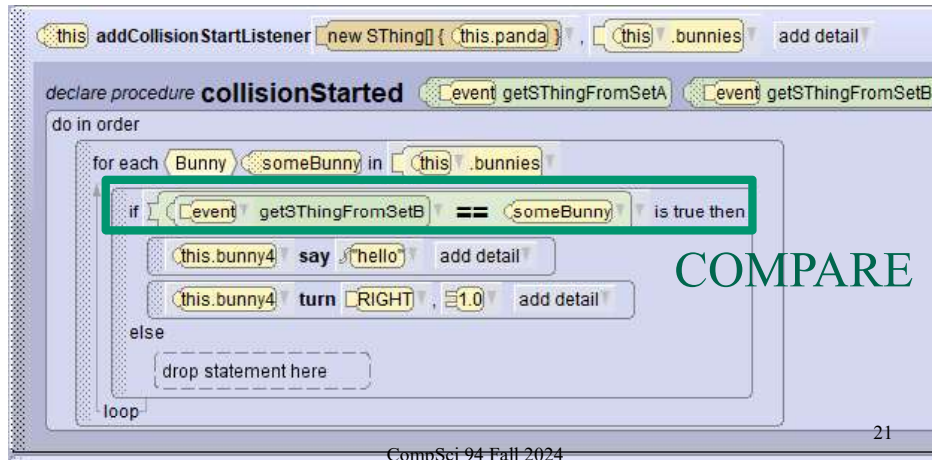 this addCollisionStartListener new SThing[] { this.panda } , this .bunnies add detail
declare procedure collisionStarted event getSThingFromSetA event getSThingFromSetB
do in order
for each Bunny someBunny in this .bunnies
if event getSThingFromSetB == someBunny is true then
this.bunny4 say "hello" add detail
COMPARE
this.bunny4 turn RIGHT , 1.0 add detail
else
drop statement here
loop
21
CompSci 94 Fall 2024